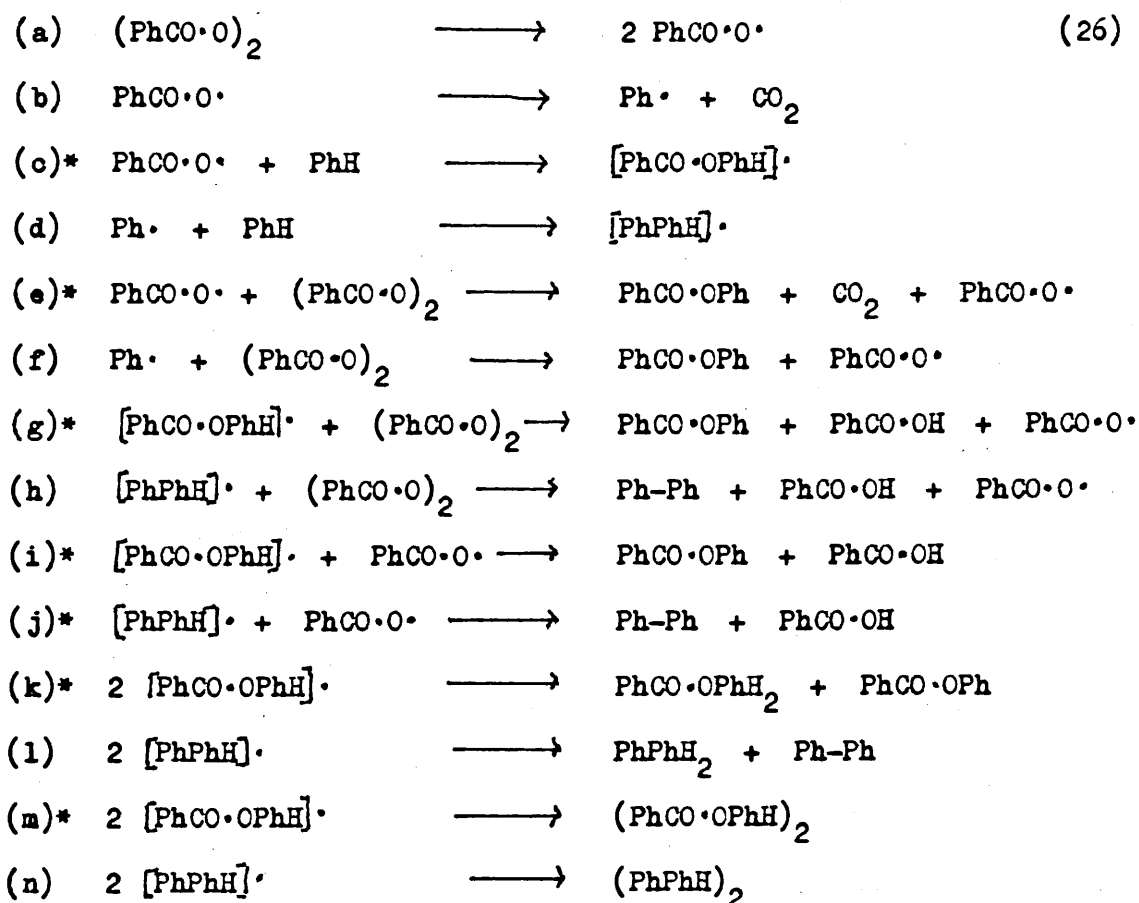 (a) (PhCO·O)₂ ⟶ 2 PhCO·O· (26)
(b) PhCO·O· ⟶ Ph· + CO₂
(c)* PhCO·O· + PhH ⟶ [PhCO·OPhH]·
(d) Ph· + PhH ⟶ [PhPhH]·
(e)* PhCO·O· + (PhCO·O)₂ ⟶ PhCO·OPh + CO₂ + PhCO·O·
(f) Ph· + (PhCO·O)₂ ⟶ PhCO·OPh + PhCO·O·
(g)* [PhCO·OPhH]· + (PhCO·O)₂ ⟶ PhCO·OPh + PhCO·OH + PhCO·O·
(h) [PhPhH]· + (PhCO·O)₂ ⟶ Ph-Ph + PhCO·OH + PhCO·O·
(i)* [PhCO·OPhH]· + PhCO·O· ⟶ PhCO·OPh + PhCO·OH
(j)* [PhPhH]· + PhCO·O· ⟶ Ph-Ph + PhCO·OH
(k)* 2 [PhCO·OPhH]· ⟶ PhCO·OPhH₂ + PhCO·OPh
(l) 2 [PhPhH]· ⟶ PhPhH₂ + Ph-Ph
(m)* 2 [PhCO·OPhH]· ⟶ (PhCO·OPhH)₂
(n) 2 [PhPhH]· ⟶ (PhPhH)₂